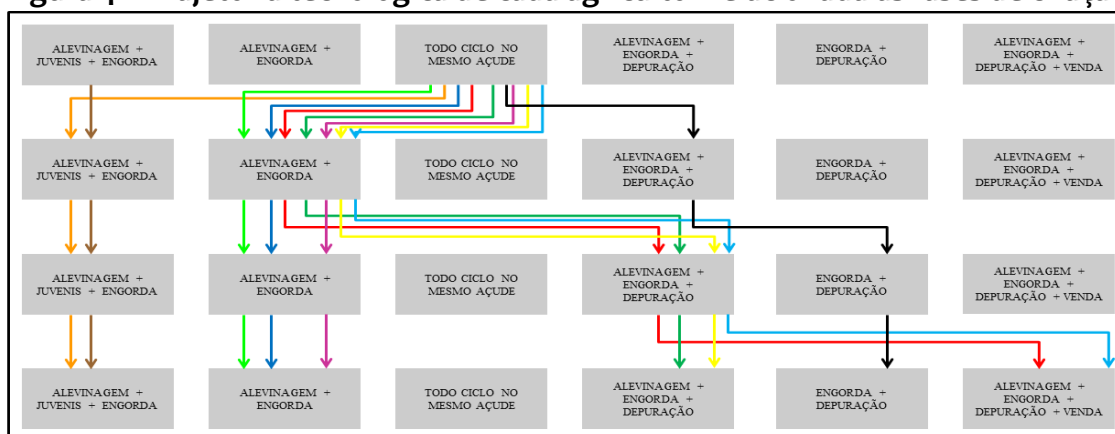 ALEVINAGEM +
JUVENIS + ENGORDA
ALEVINAGEM +
ENGORDA
TODO CICLO NO
MESMO AÇUDE
ALEVINAGEM +
ENGORDA +
DEPURAÇÃO
ENGORDA +
DEPURAÇÃO
ALEVINAGEM +
ENGORDA +
DEPURAÇÃO + VENDA
ALEVINAGEM +
JUVENIS + ENGORDA
ALEVINAGEM +
ENGORDA
TODO CICLO NO
MESMO AÇUDE
ALEVINAGEM +
ENGORDA +
DEPURAÇÃO
ENGORDA +
DEPURAÇÃO
ALEVINAGEM +
ENGORDA +
DEPURAÇÃO + VENDA
ALEVINAGEM +
JUVENIS + ENGORDA
ALEVINAGEM +
ENGORDA
TODO CICLO NO
MESMO AÇUDE
ALEVINAGEM +
ENGORDA +
DEPURAÇÃO
ENGORDA +
DEPURAÇÃO
ALEVINAGEM +
ENGORDA +
DEPURAÇÃO + VENDA
ALEVINAGEM +
JUVENIS + ENGORDA
ALEVINAGEM +
ENGORDA
TODO CICLO NO
MESMO AÇUDE
ALEVINAGEM +
ENGORDA +
DEPURAÇÃO
ENGORDA +
DEPURAÇÃO
ALEVINAGEM +
ENGORDA +
DEPURAÇÃO + VENDA